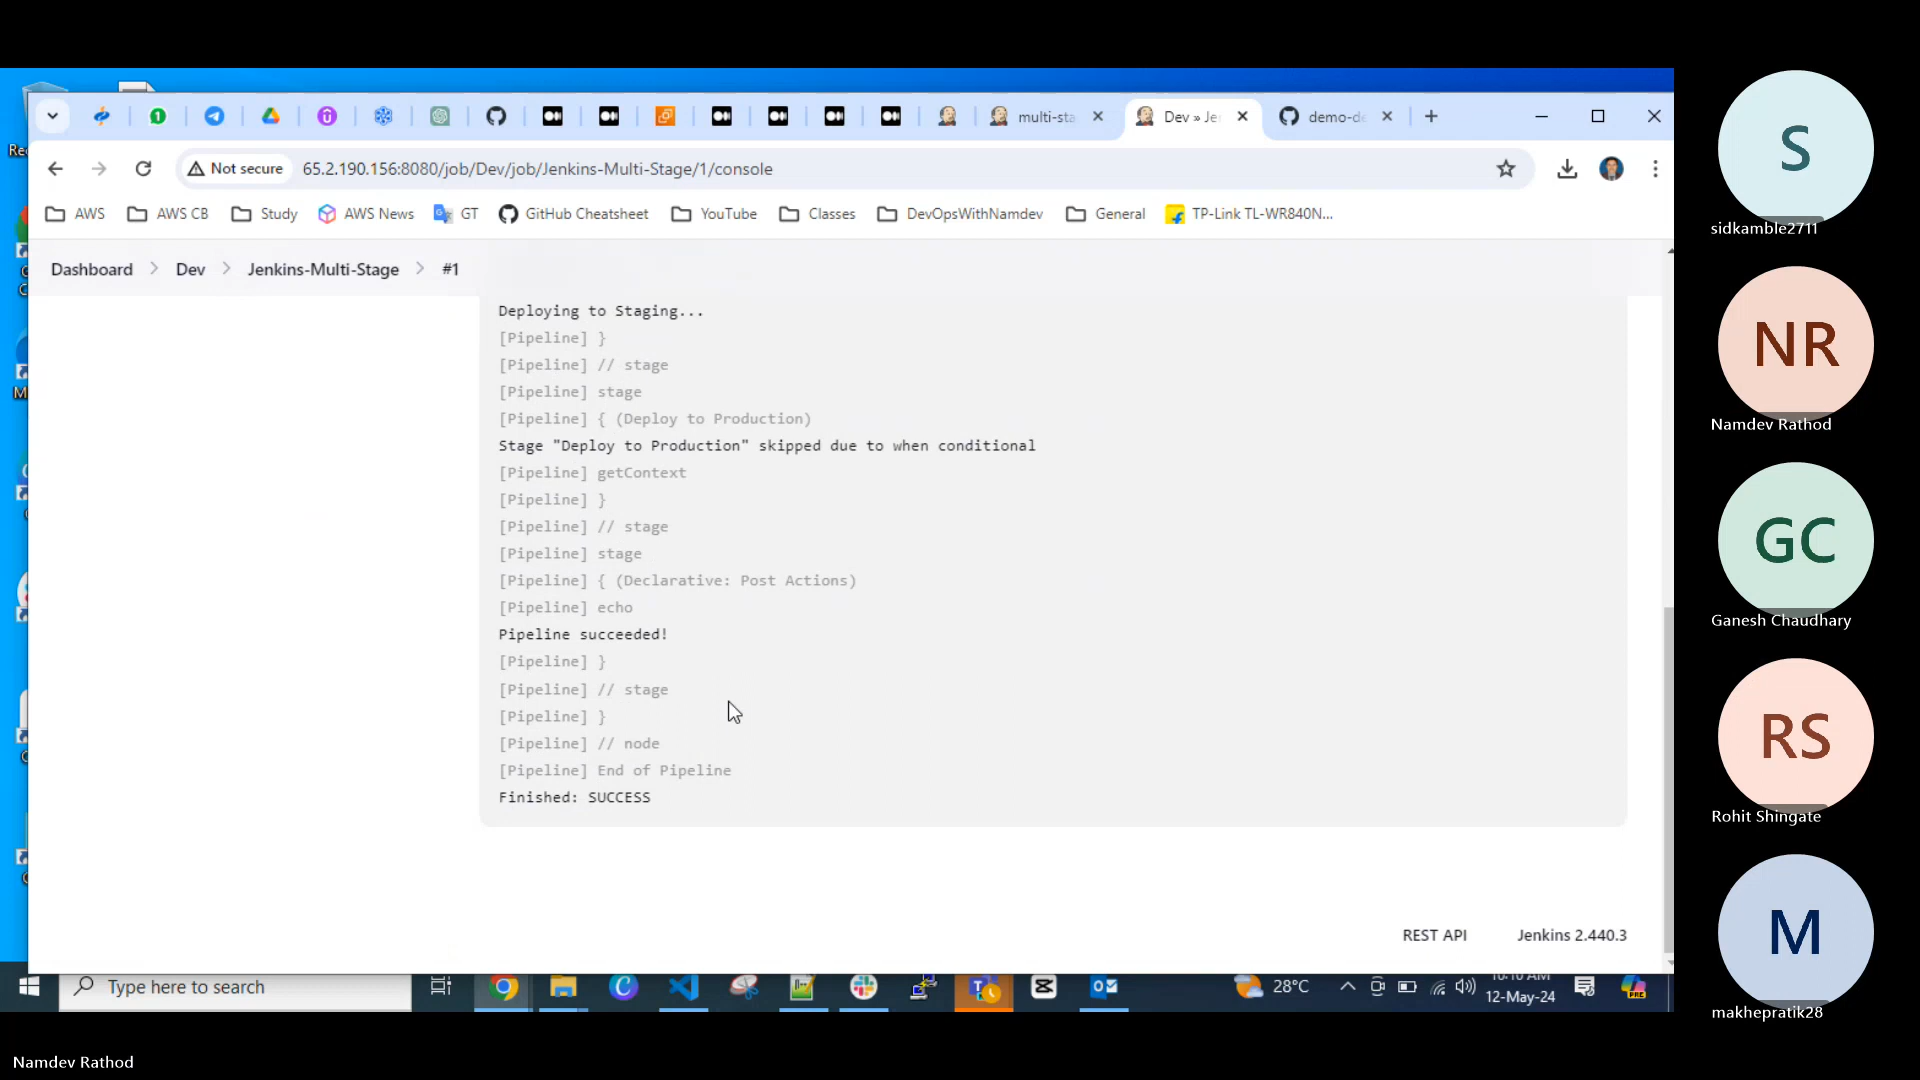 multi-sta
Dev » Je
demo-de
Not secure
65.2.190.156:8080/job/Dev/job/Jenkins-Multi-Stage/1/console
AWS
AWS CB
Study
AWS News
GT
GitHub Cheatsheet
YouTube
Classes
DevOpsWithNamdev
General
TP-Link TL-WR840N...
Dashboard
Dev
Jenkins-Multi-Stage
#1
Deploying to Staging...
[Pipeline] }
[Pipeline] // stage
[Pipeline] stage
[Pipeline] { (Deploy to Production)
Stage "Deploy to Production" skipped due to when conditional
[Pipeline] getContext
[Pipeline] }
[Pipeline] // stage
[Pipeline] stage
[Pipeline] { (Declarative: Post Actions)
[Pipeline] echo
Pipeline succeeded!
[Pipeline] }
[Pipeline] // stage
[Pipeline] }
[Pipeline] // node
[Pipeline] End of Pipeline
Finished: SUCCESS
REST API
Jenkins 2.440.3
Type here to search
28°C
10:10 AM
12-May-24
S
sidkamble2711
NR
Namdev Rathod
GC
Ganesh Chaudhary
RS
Rohit Shingate
M
makhepratik28
Namdev Rathod